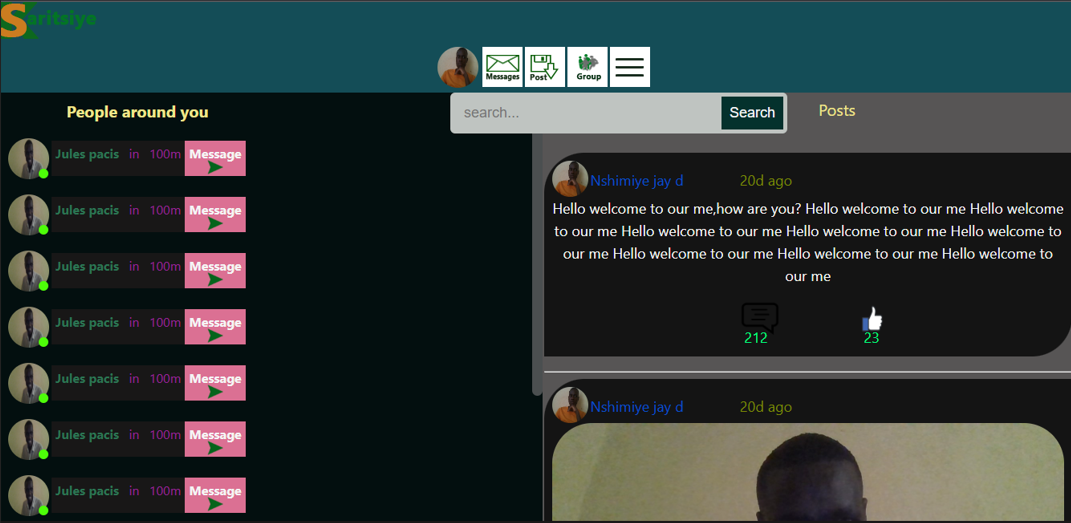 Saritsiye
Messages
Post
Group
People around you
search...
Search
Posts
Jules pacis in 100m Message
Jules pacis in 100m Message
Jules pacis in 100m Message
Jules pacis in 100m Message
Jules pacis in 100m Message
Jules pacis in 100m Message
Jules pacis in 100m Message
Nshimiye jay d 20d ago
Hello welcome to our me,how are you? Hello welcome to our me Hello welcome
to our me Hello welcome to our me Hello welcome to our me Hello welcome to
our me Hello welcome to our me Hello welcome to our me Hello welcome to
our me
212 23
Nshimiye jay d 20d ago